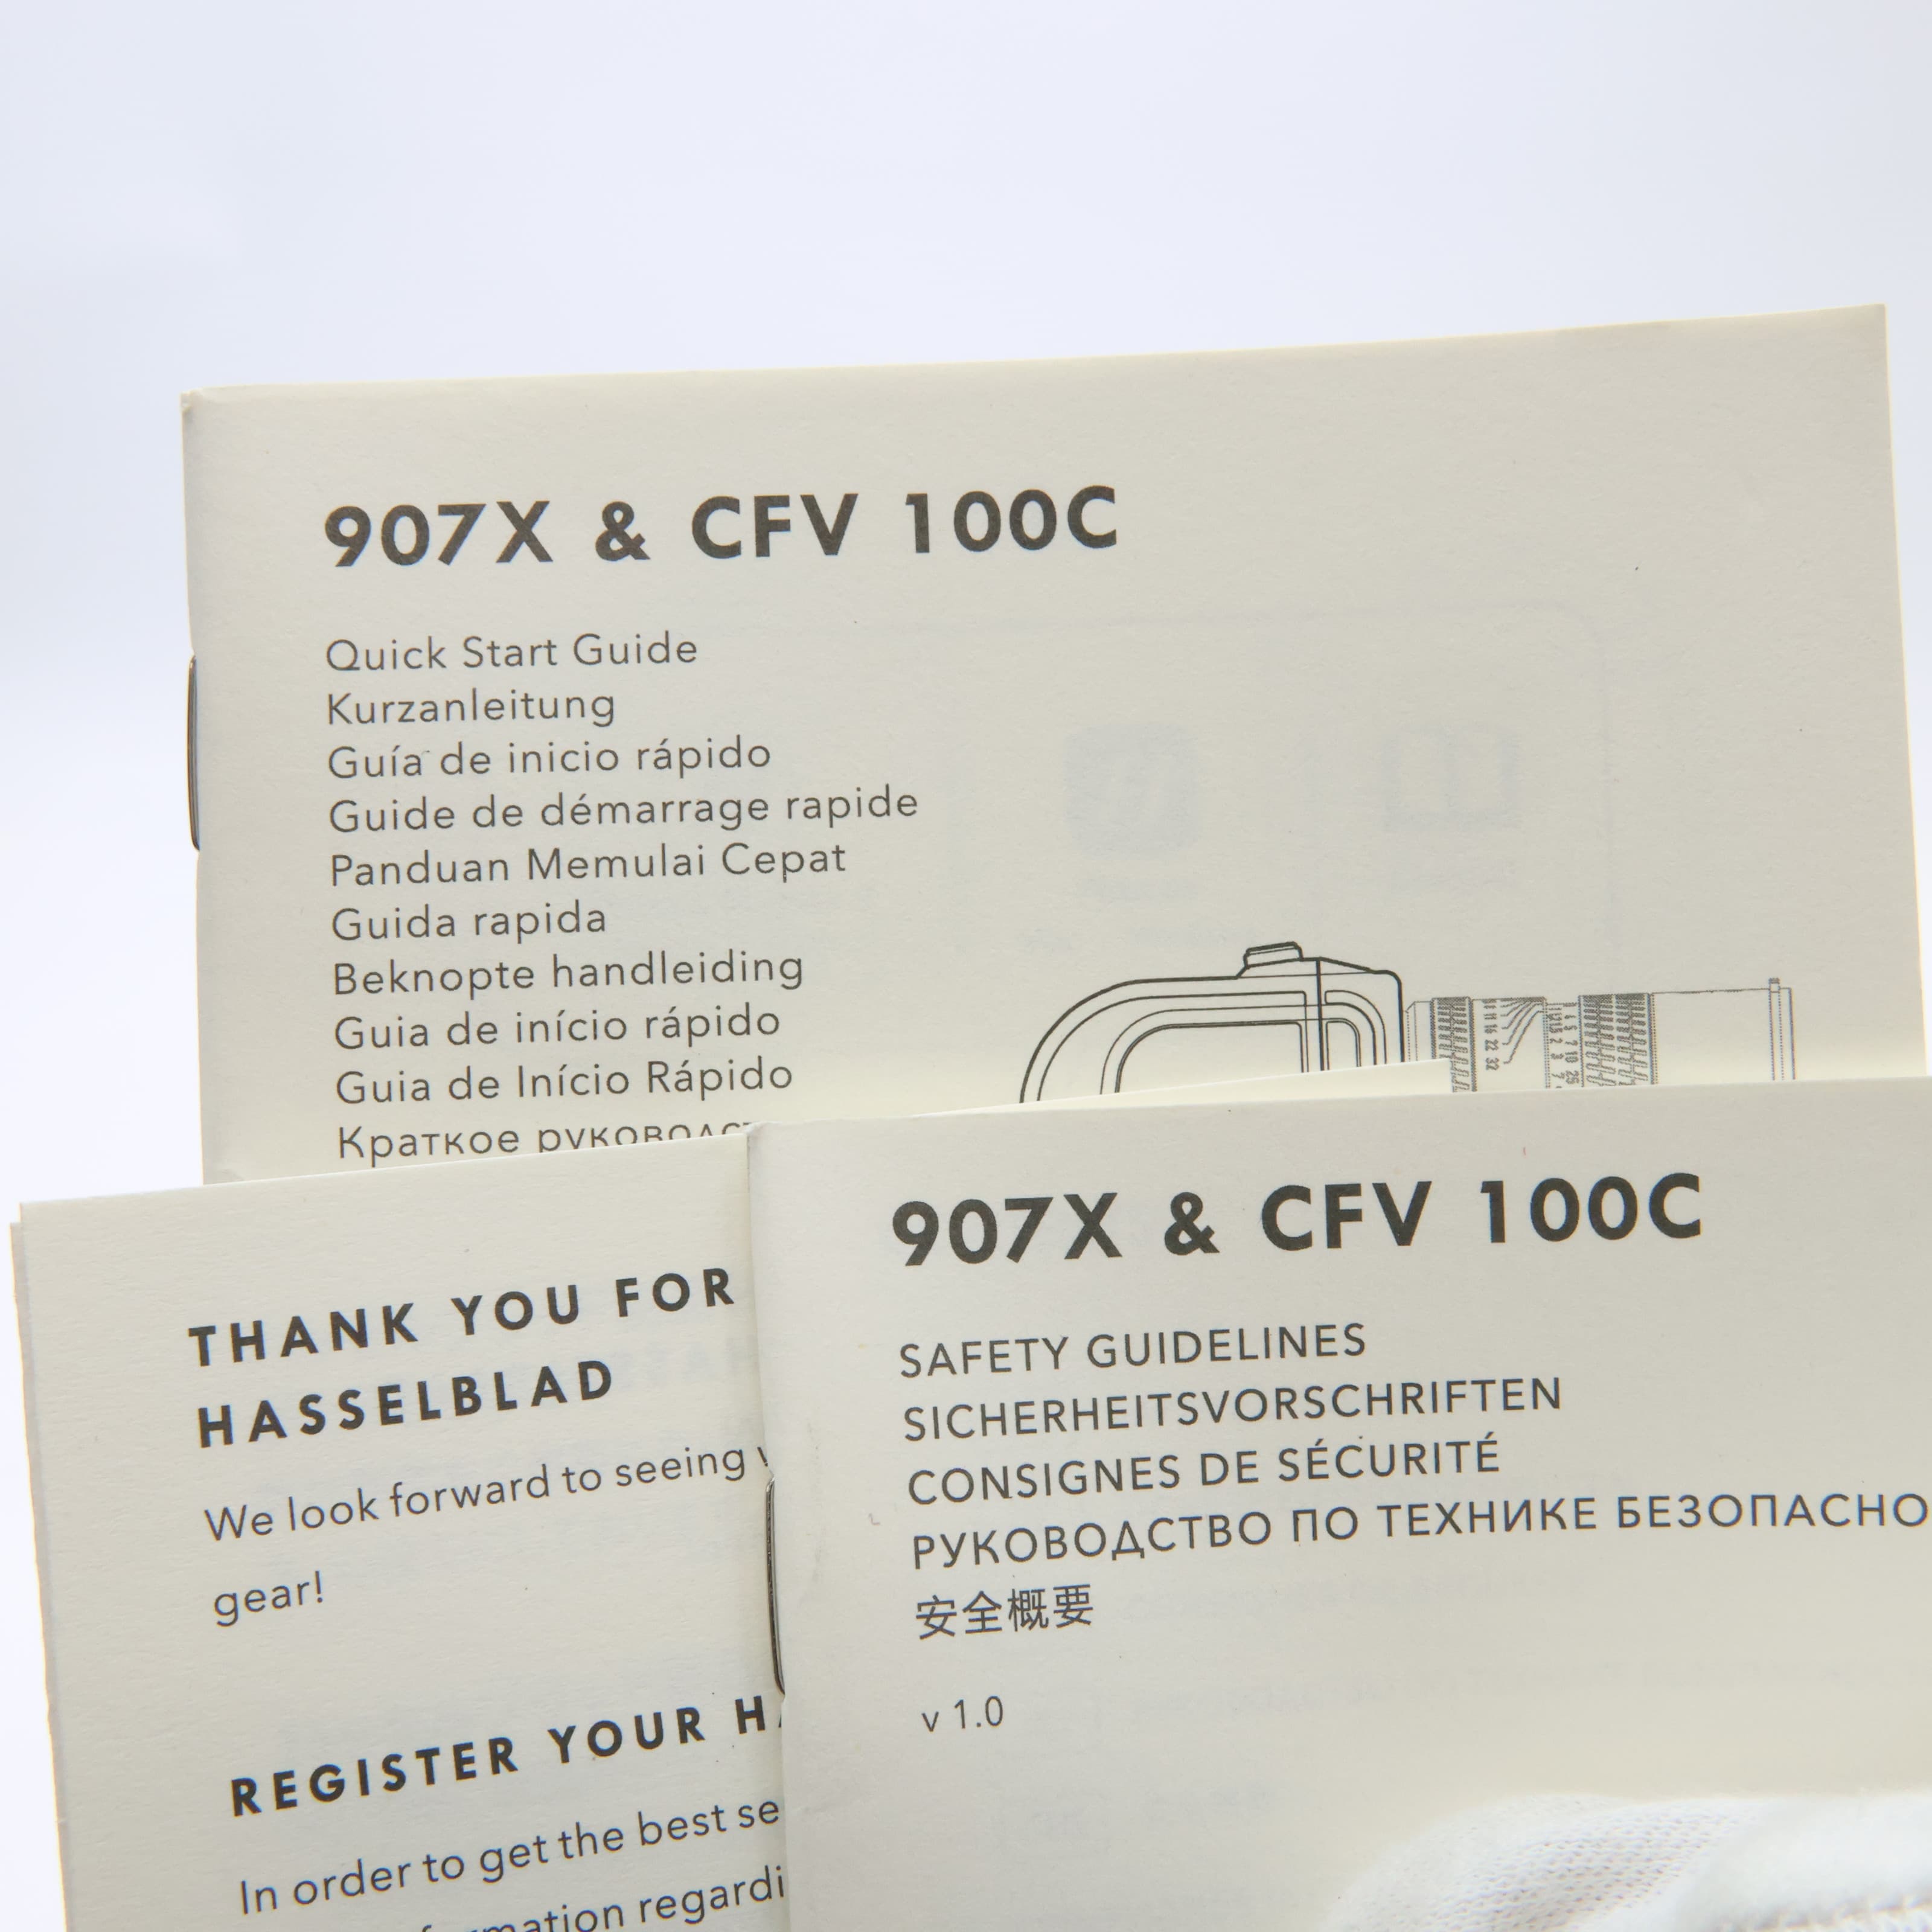 907X & CFV 100C
Quick Start Guide
Kurzanleitung
Guía de inicio rápido
Guide de démarrage rapide
Panduan Memulai Cepat
Guida rapida
Beknopte handleiding
Guia de início rápido
Guia de Início Rápido
Краткое
THANK YOU FOR
HASSELBLAD
We look forward to seeing
gear!
REGISTER YOUR
In order to get the best
907X & CFV 100C
SAFETY GUIDELINES
SICHERHEITSVORSCHRIFTEN
CONSIGNES DE SÉCURITÉ
РУКОВОДСТВО ПО ТЕХНИКЕ
安全概要
v 1.0